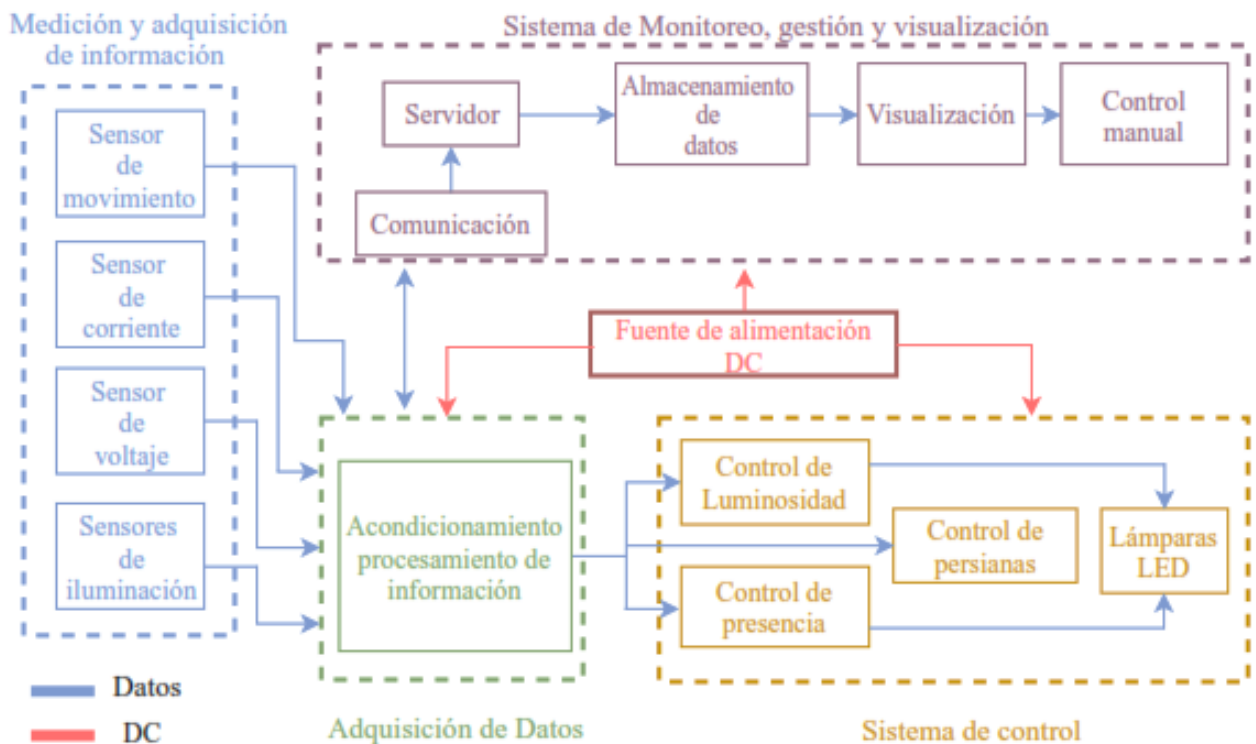 Medición y adquisición
de información
Sistema de Monitoreo, gestión y visualización
Sensor
de
movimiento
Sensor
de
corriente
Sensor
de
voltaje
Sensores
de
iluminación
Servidor
Almacenamiento
de
datos
Visualización
Control
manual
Comunicación
Fuente de alimentación
DC
Acondicionamiento
procesamiento de
información
Control de
Luminosidad
Control de
persianas
Control de
presencia
Lámparas
LED
Datos
DC
Adquisición de Datos
Sistema de control